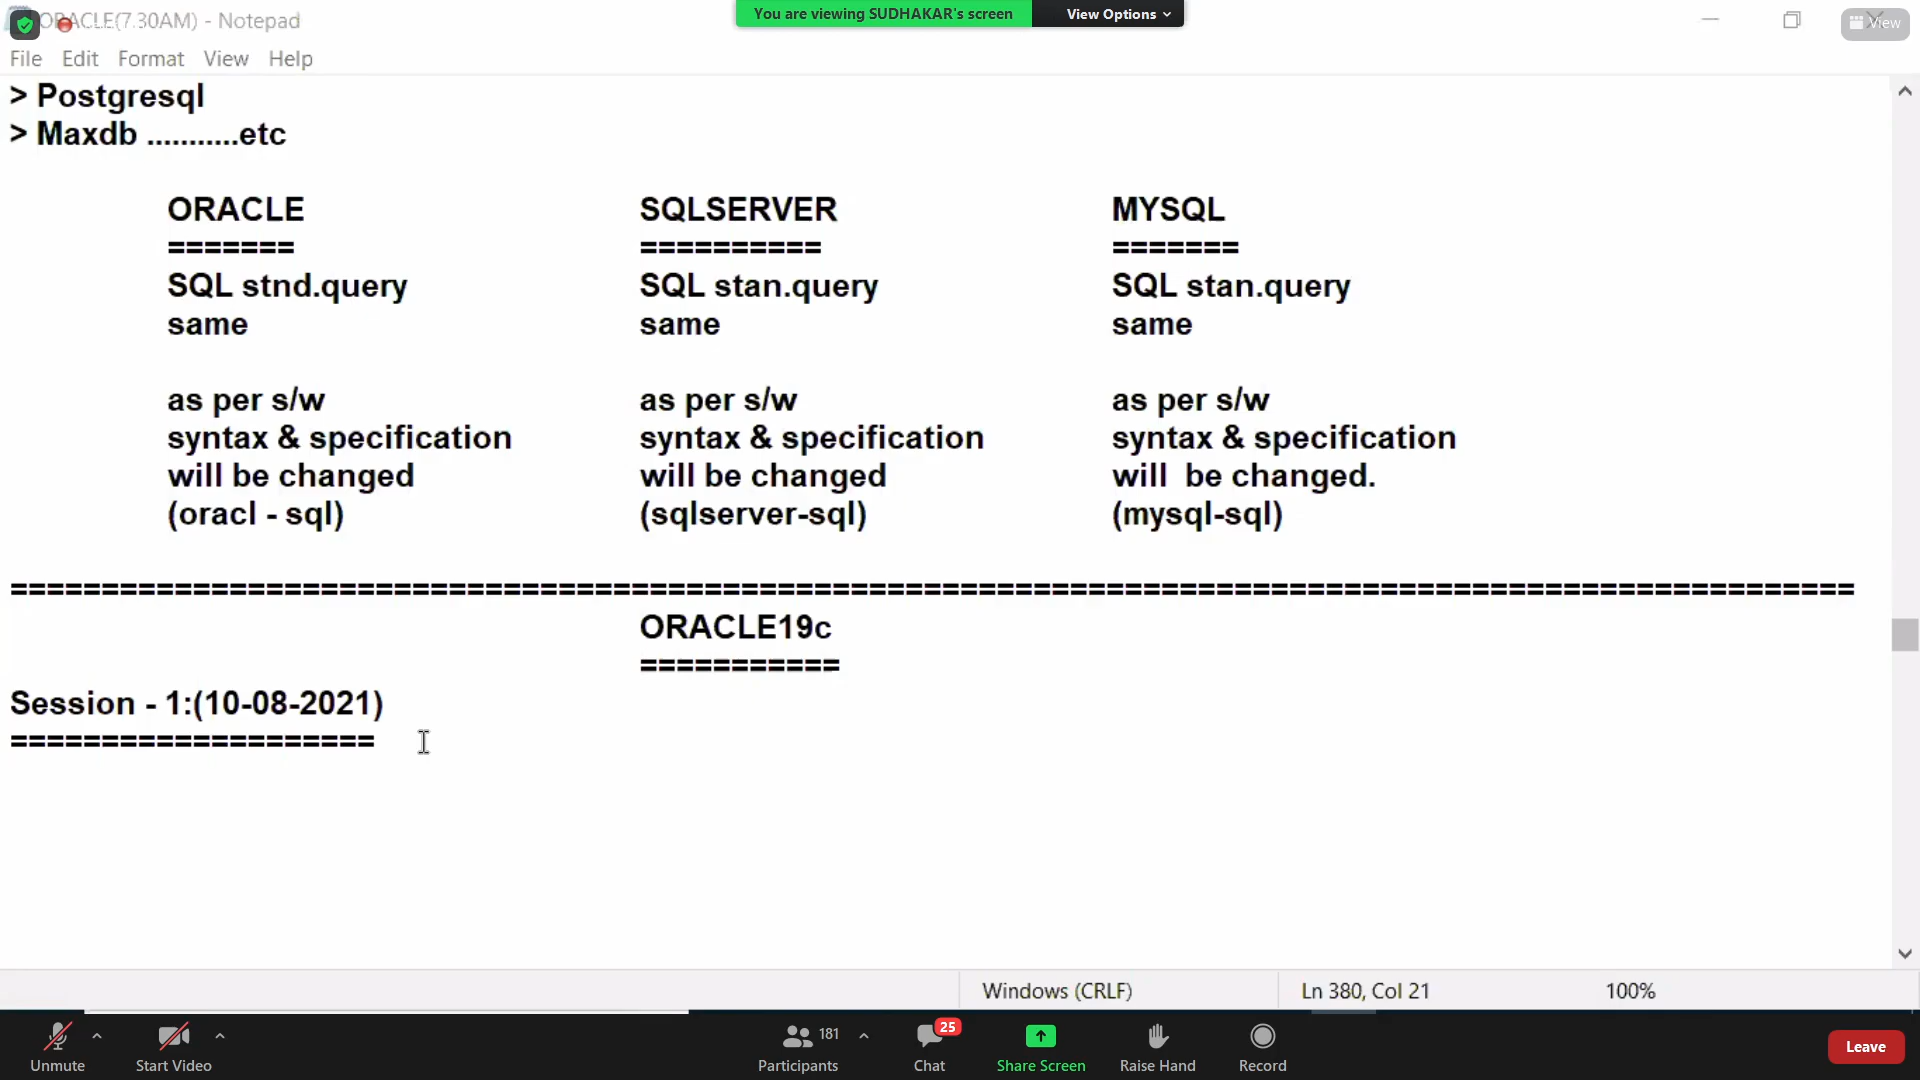 ORACLE(7.30AM) - Notepad
You are viewing SUDHAKAR's screen
View Options
View
File Edit Format View Help
> Postgresql
> Maxdb ...........etc
ORACLE SQLSERVER MYSQL
======= ========== =======
SQL stnd.query SQL stan.query SQL stan.query
same same same
as per s/w as per s/w as per s/w
syntax & specification syntax & specification syntax & specification
will be changed will be changed will  be changed.
(oracl - sql) (sqlserver-sql) (mysql-sql)
=====================================================================================================
ORACLE19c
===========
Session - 1:(10-08-2021)
====================
Windows (CRLF) Ln 380, Col 21 100%
181 25
Unmute Start Video Participants Chat Share Screen Raise Hand Record Leave